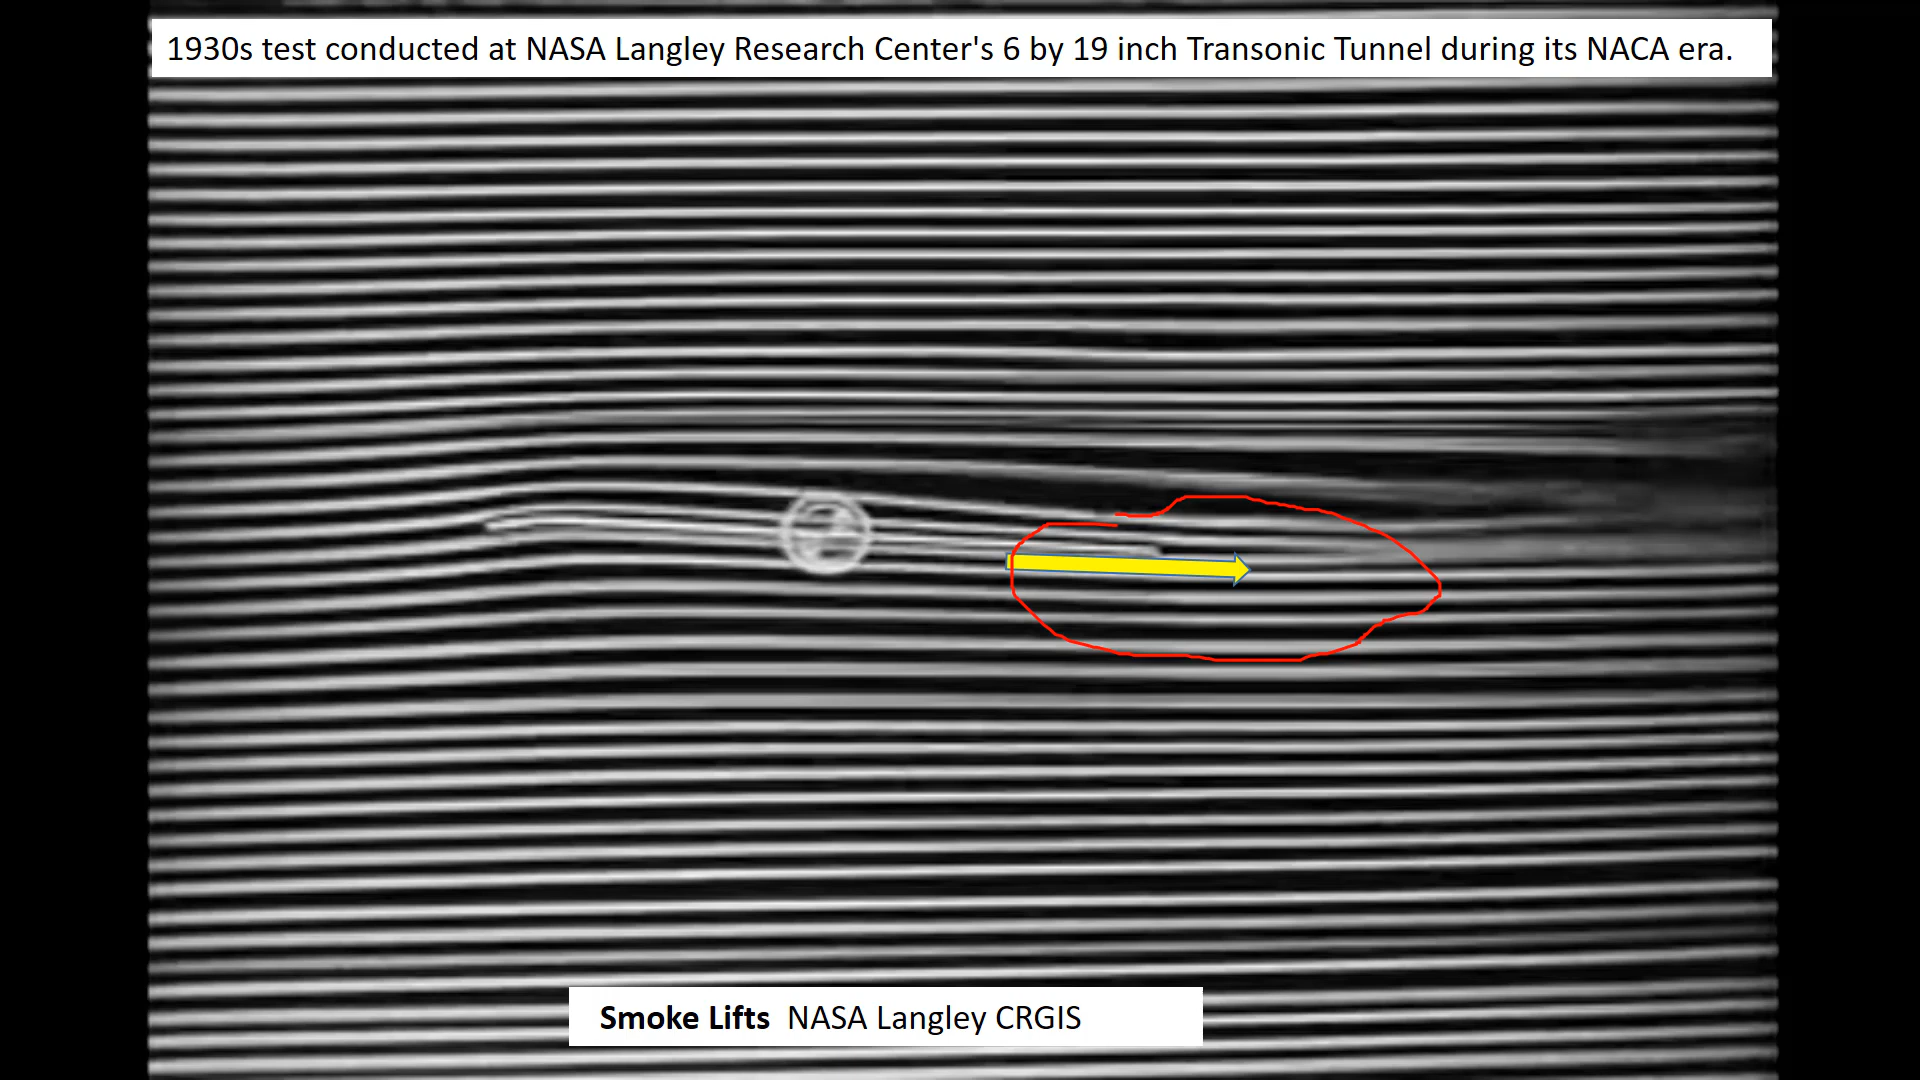 1930s test conducted at NASA Langley Research Center's 6 by 19 inch Transonic Tunnel during its NACA era.
Smoke Lifts NASA Langley CRGIS